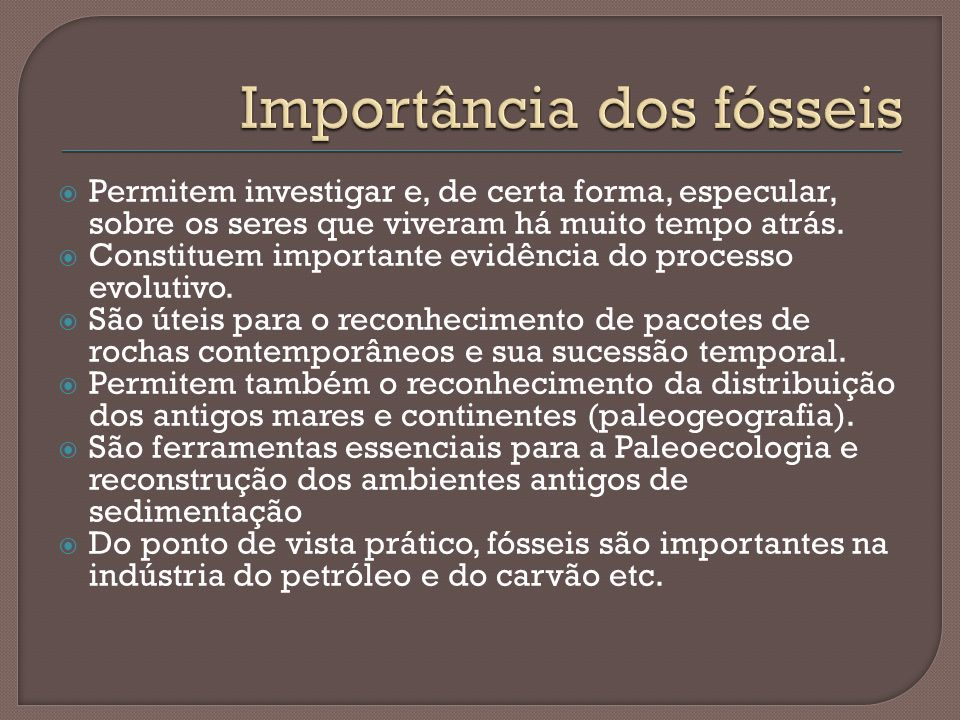 Importância dos fósseis
Permitem investigar e, de certa forma, especular,
sobre os seres que viveram há muito tempo atrás.
Constituem importante evidência do processo
evolutivo.
São úteis para o reconhecimento de pacotes de
rochas contemporâneos e sua sucessão temporal.
Permitem também o reconhecimento da distribuição
dos antigos mares e continentes (paleogeografia).
São ferramentas essenciais para a Paleoecologia e
reconstrução dos ambientes antigos de
sedimentação
Do ponto de vista prático, fósseis são importantes na
indústria do petróleo e do carvão etc.